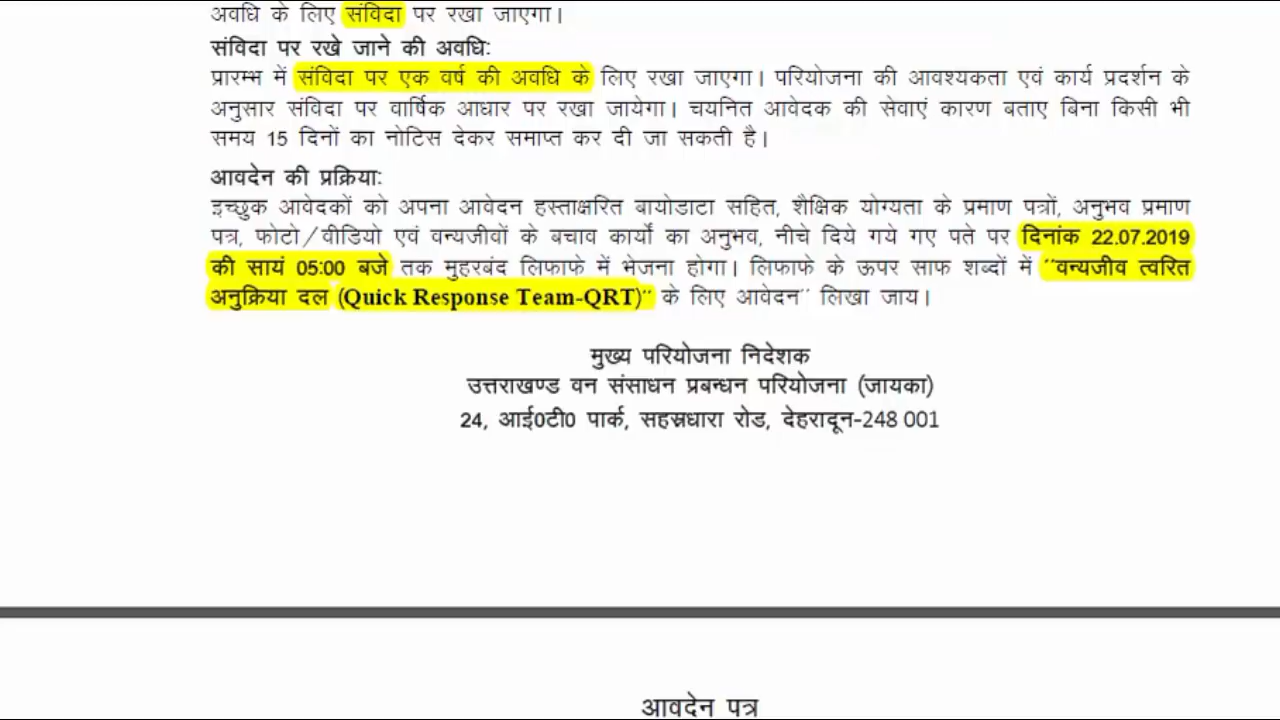 अवधि के लिए संविदा पर रखा जाएगा।
संविदा पर रखे जाने की अवधि:
प्रारम्भ में संविदा पर एक वर्ष की अवधि के लिए रखा जाएगा। परियोजना की आवश्यकता एवं कार्य प्रदर्शन के
अनुसार संविदा पर वार्षिक आधार पर रखा जायेगा। चयनित आवेदक की सेवाएं कारण बताए बिना किसी भी
समय 15 दिनों का नोटिस देकर समाप्त कर दी जा सकती है।
आवदेन की प्रक्रिया:
इच्छुक आवेदकों को अपना आवेदन हस्ताक्षरित बायोडाटा सहित, शैक्षिक योग्यता के प्रमाण पत्रों, अनुभव प्रमाण
पत्र, फोटो/वीडियो एवं वन्यजीवों के बचाव कार्यों का अनुभव, नीचे दिये गये गए पते पर दिनांक 22.07.2019
की सायं 05:00 बजे तक मुहरबंद लिफाफे में भेजना होगा। लिफाफे के ऊपर साफ शब्दों में ''वन्यजीव त्वरित
अनुक्रिया दल (Quick Response Team-QRT)'' के लिए आवेदन'' लिखा जाय।
मुख्य परियोजना निदेशक
उत्तराखण्ड वन संसाधन प्रबन्धन परियोजना (जायका)
24, आई0टी0 पार्क, सहस्रधारा रोड, देहरादून-248 001
आवदेन पत्र